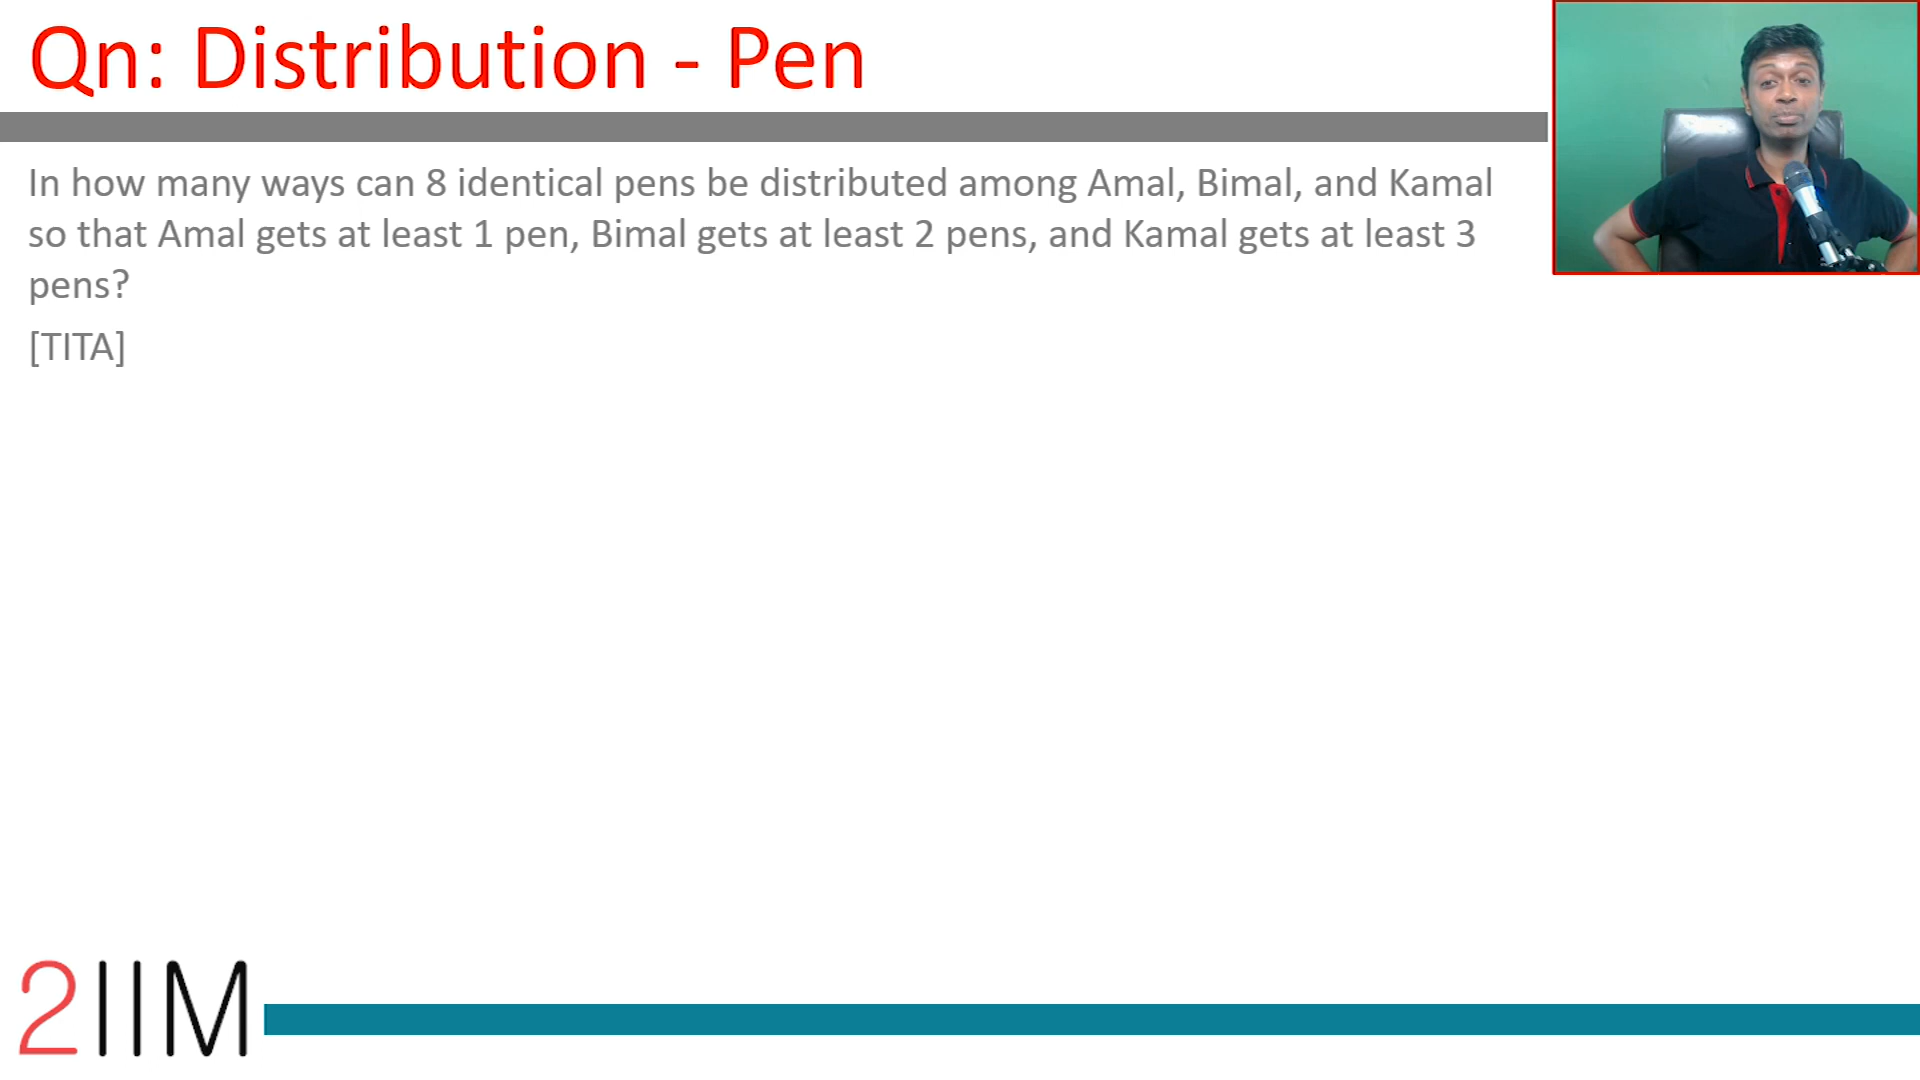 Qn: Distribution - Pen
In how many ways can 8 identical pens be distributed among Amal, Bimal, and Kamal
so that Amal gets at least 1 pen, Bimal gets at least 2 pens, and Kamal gets at least 3
pens?
[TITA]
2IIM